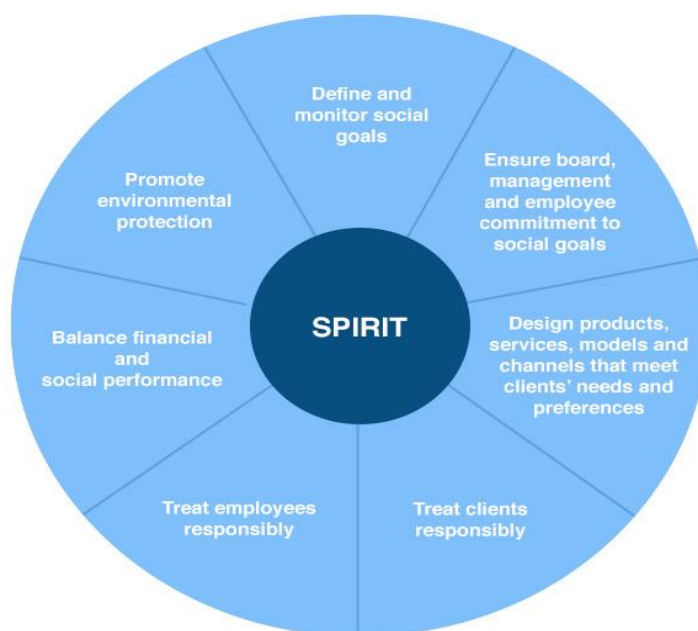 Define and
monitor social
goals
Ensure board,
management
and employee
commitment to
social goals
Design products,
services, models and
channels that meet
clients’ needs and
preferences
Treat clients
responsibly
Treat employees
responsibly
Balance financial
and
social performance
Promote
environmental
protection
SPIRIT